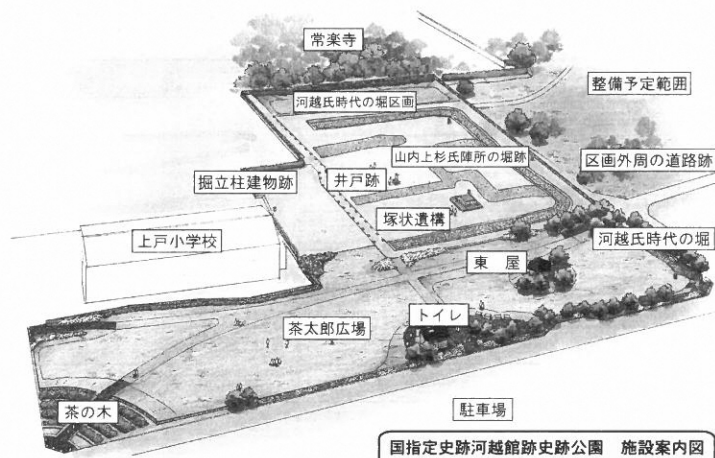 常楽寺
整備予定範囲
河越氏時代の堀区画
山内上杉氏陣所の堀跡
区画外周の道路跡
井戸跡
掘立柱建物跡
塚状遺構
上戸小学校
河越氏時代の堀
東屋
トイレ
茶太郎広場
茶の木
駐車場
国指定史跡河越館跡史跡公園 施設案内図